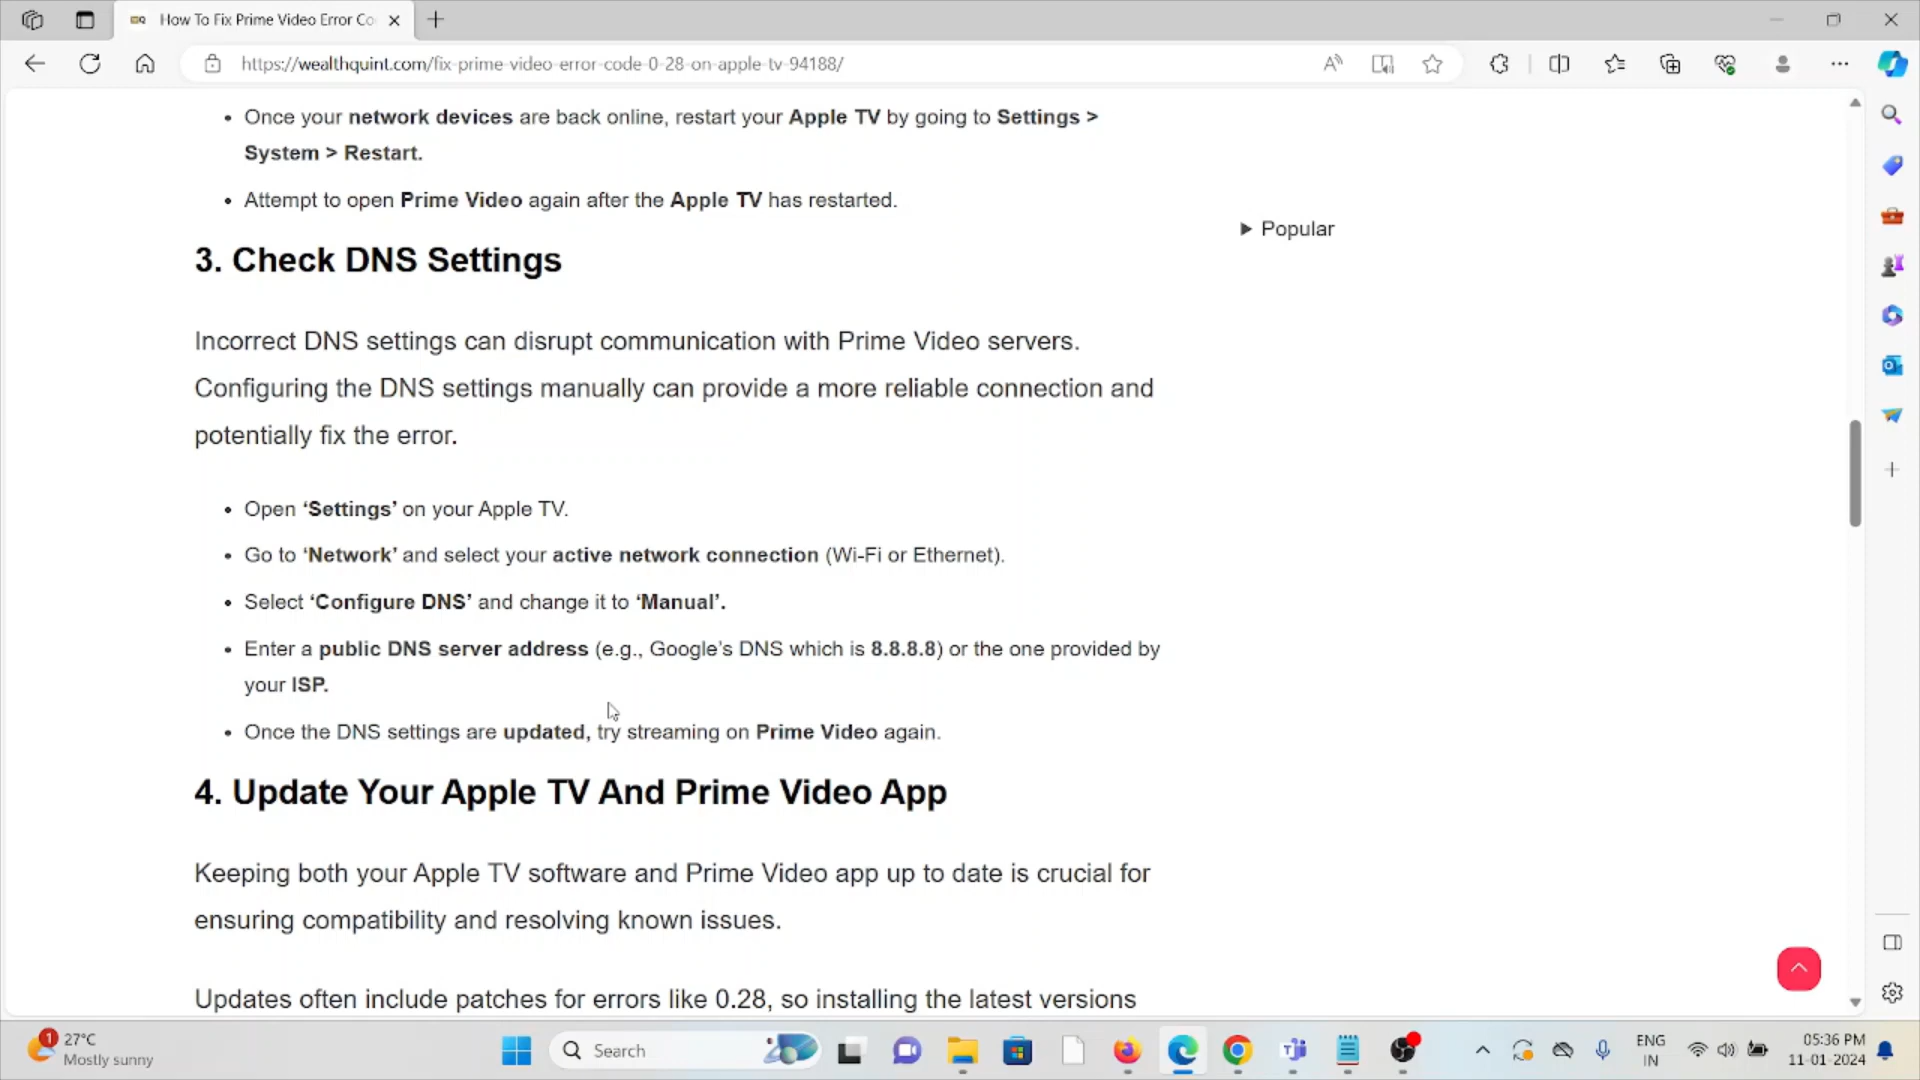 How To Fix Prime Video Error Co
https://wealthquint.com/fix-prime-video-error-code-0-28-on-apple-tv-94188/
• Once your network devices are back online, restart your Apple TV by going to Settings >
System > Restart.
• Attempt to open Prime Video again after the Apple TV has restarted.
▶ Popular
3. Check DNS Settings
Incorrect DNS settings can disrupt communication with Prime Video servers.
Configuring the DNS settings manually can provide a more reliable connection and
potentially fix the error.
• Open ‘Settings’ on your Apple TV.
• Go to ‘Network’ and select your active network connection (Wi-Fi or Ethernet).
• Select ‘Configure DNS’ and change it to ‘Manual’.
• Enter a public DNS server address (e.g., Google’s DNS which is 8.8.8.8) or the one provided by
your ISP.
• Once the DNS settings are updated, try streaming on Prime Video again.
4. Update Your Apple TV And Prime Video App
Keeping both your Apple TV software and Prime Video app up to date is crucial for
ensuring compatibility and resolving known issues.
Updates often include patches for errors like 0.28, so installing the latest versions
1
27°C
Mostly sunny
Search
ENG
IN
05:36 PM
11-01-2024